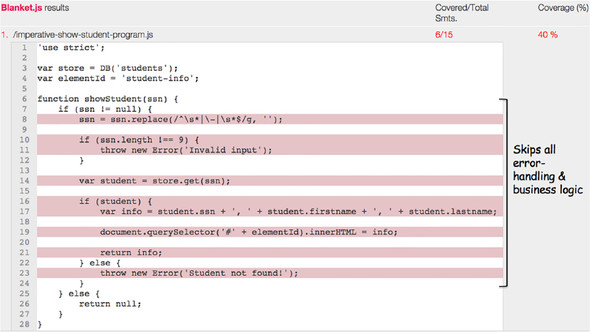 Blanket.js results Covered/Total Smts. Coverage (%)
1. /imperative-show-student-program.js 6/15 40 %
1 'use strict';
2
3 var store = DB('students');
4 var elementId = 'student-info';
5
6 function showStudent(ssn) {
7 if (ssn != null) {
8 ssn = ssn.replace(/^\s*|\-|\s*$/g, '');
9
10 if (ssn.length !== 9) {
11 throw new Error('Invalid input');
12 }
13
14 var student = store.get(ssn);
15
16 if (student) {
17 var info = student.ssn + ', ' + student.firstname + ', ' + student.lastname;
18
19 document.querySelector('#' + elementId).innerHTML = info;
20
21 return info;
22 } else {
23 throw new Error('Student not found!');
24 }
25 } else {
26 return null;
27 }
28 }
Skips all
error-
handling &
business logic